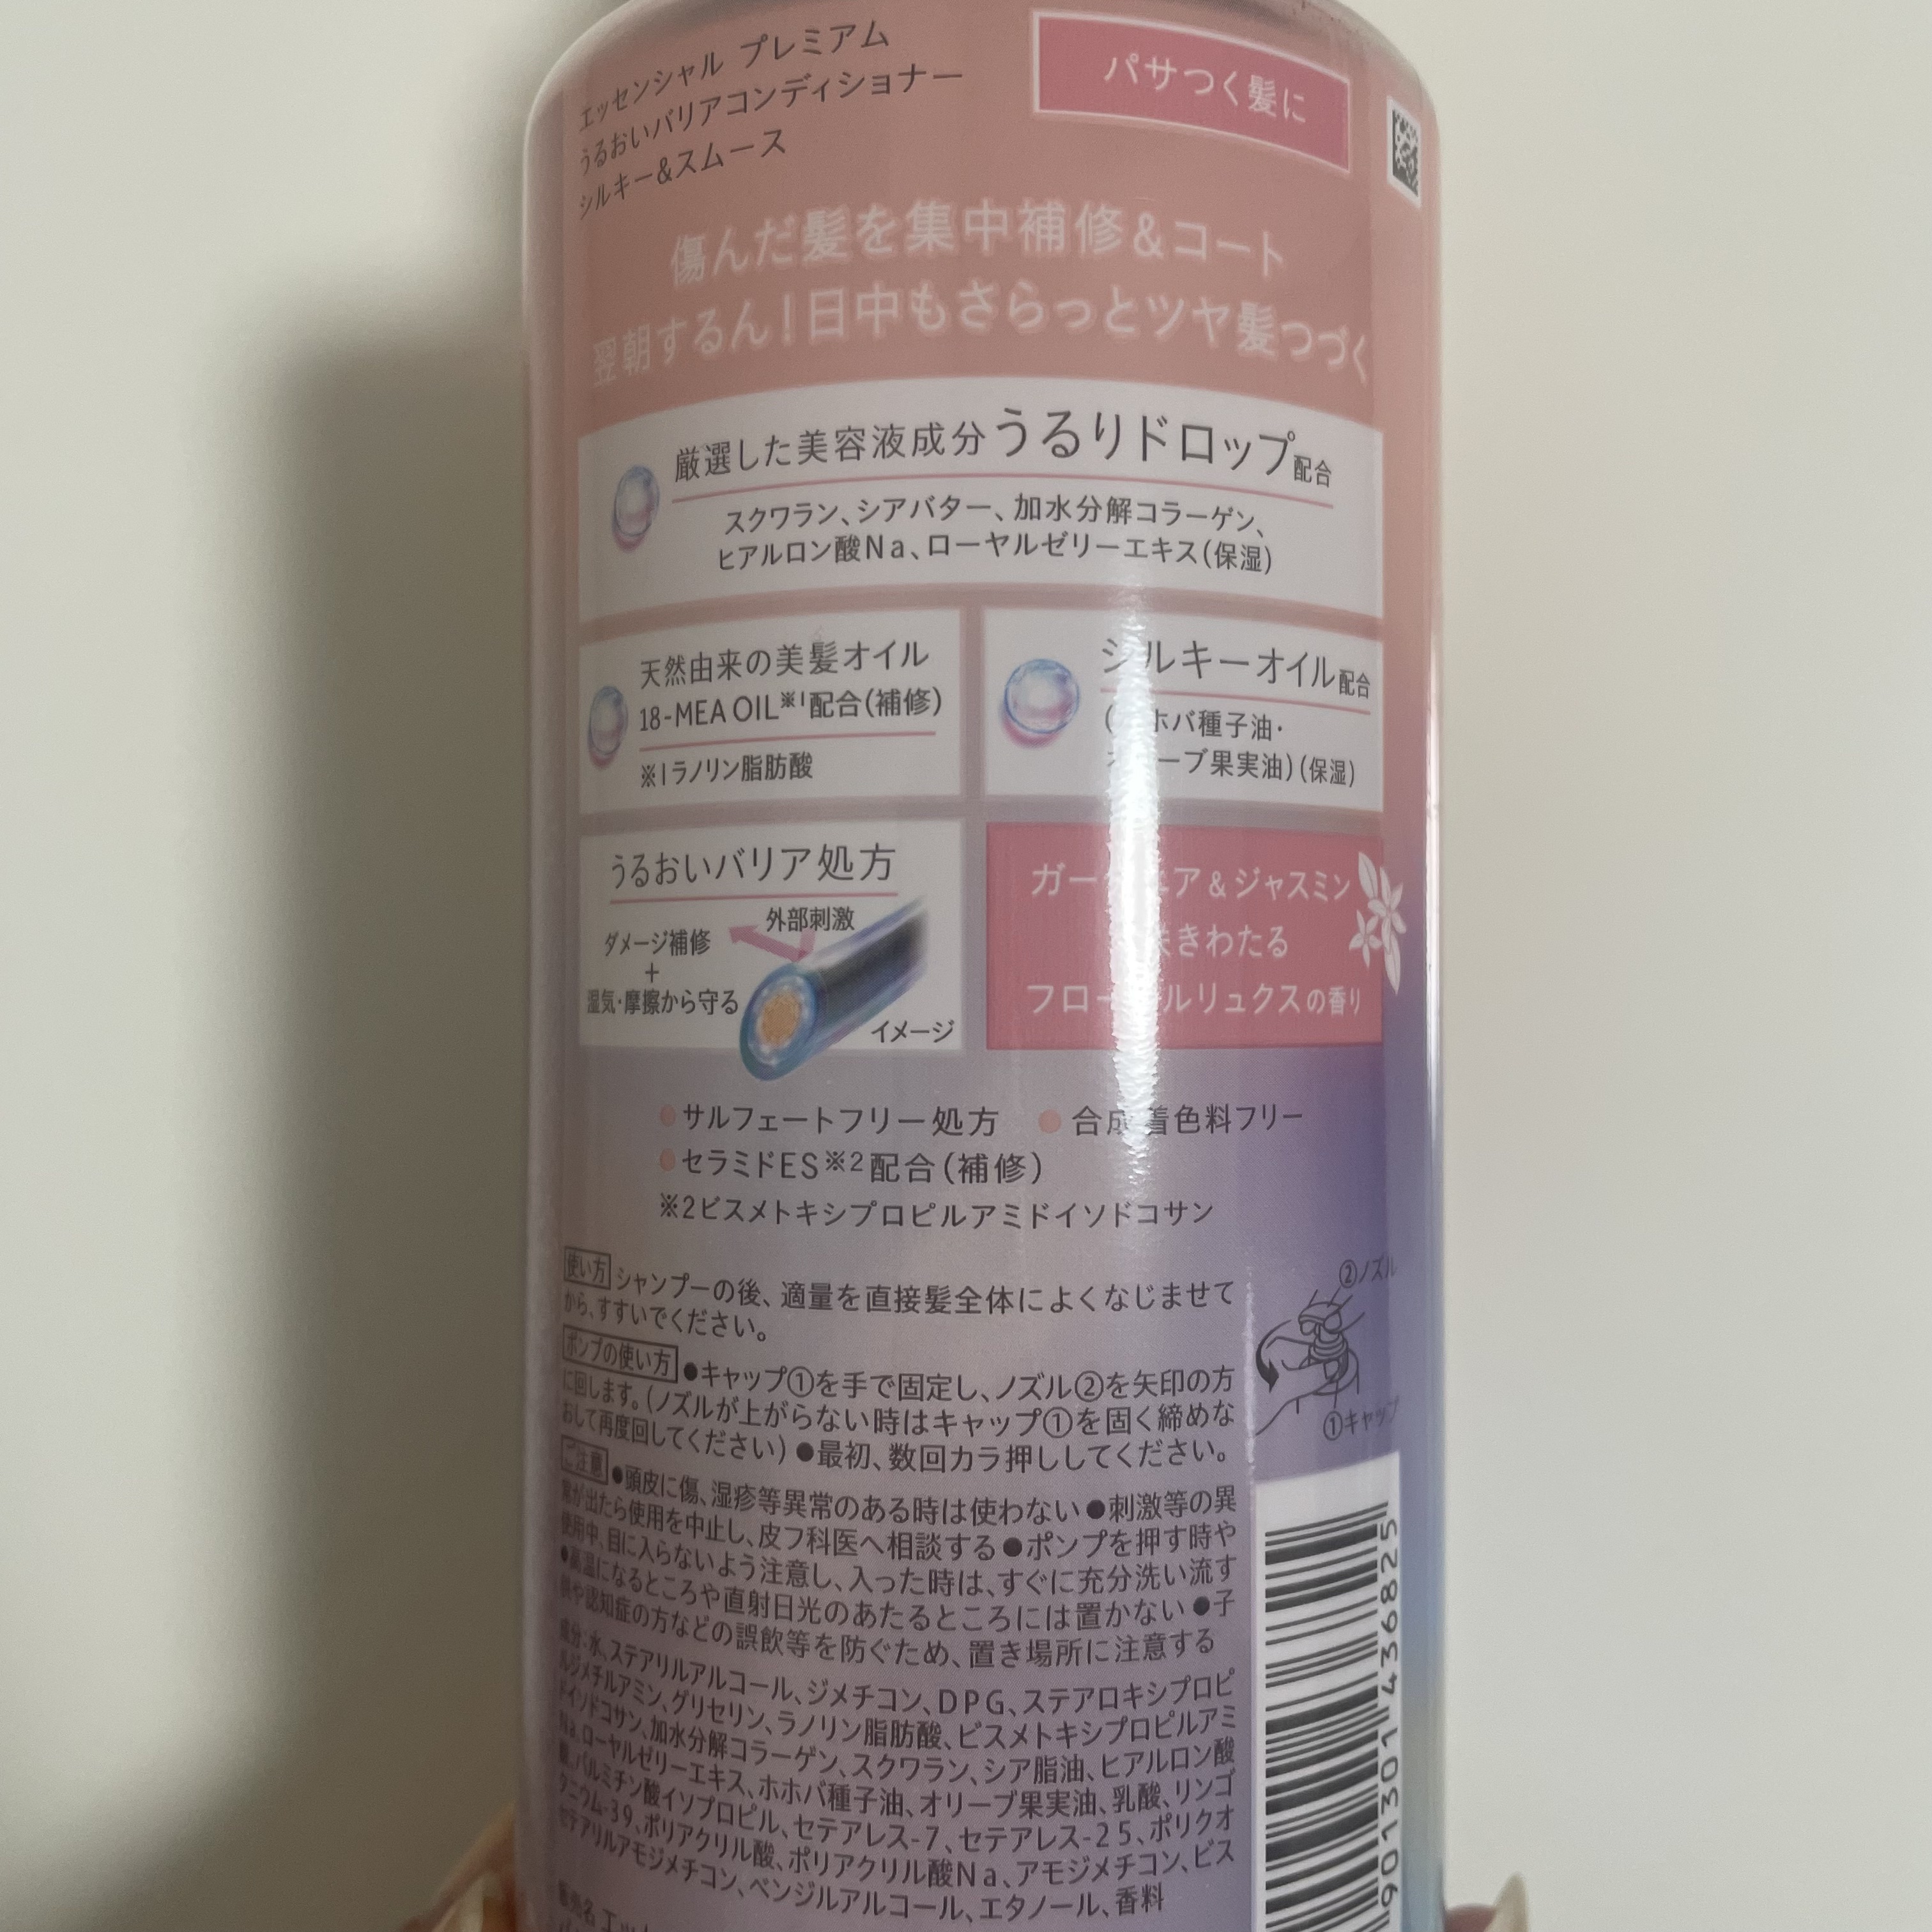 エッセンシャル プレミアム
うるおいバリアコンディショナー
シルキー&スムース
パサつく髪に
傷んだ髪を集中補修&コート
翌朝するん!日中もさらっとツヤ髪つづく
厳選した美容液成分うるりドロップ配合
スクワラン、シアバター、加水分解コラーゲン、
ヒアルロン酸Na、ローヤルゼリーエキス(保湿)
天然由来の美髪オイル
18-MEA OIL※1配合(補修)
※1ラノリン脂肪酸
シルキーオイル配合
ホバ種子油・
ーブ果実油)(保湿)
うるおいバリア処方
外部刺激
ダメージ補修
+
湿気・摩擦から守る
イメージ
ガーデニア&ジャスミン
咲きわたる
フローラルリュクスの香り
●サルフェートフリー処方 ●合成着色料フリー
●セラミドES※2配合(補修)
※2ビスメトキシプロピルアミドイソドコサン
使い方 シャンプーの後、適量を直接髪全体によくなじませて
から、すすいでください。
ポンプの使い方 ●キャップ①を手で固定し、ノズル②を矢印の方
に回します。(ノズルが上がらない時はキャップ①を固く締めな
おして再度回してください) ●最初、数回カラ押ししてください。
②ノズル
①キャップ
ご注意 ●頭皮に傷、湿疹等異常のある時は使わない ●刺激等の異
常が出たら使用を中止し、皮フ科医へ相談する ●ポンプを押す時や
使用中、目に入らないよう注意し、入った時は、すぐに充分洗い流す
●高温になるところや直射日光のあたるところには置かない ●子
供や認知症の方などの誤飲等を防ぐため、置き場所に注意する
成分:水、ステアリルアルコール、ジメチコン、DPG、ステアロキシプロピ
ルジメチルアミン、グリセリン、ラノリン脂肪酸、ビスメトキシプロピルアミ
ドイソドコサン、加水分解コラーゲン、スクワラン、シア脂油、ヒアルロン酸
Na、ローヤルゼリーエキス、ホホバ種子油、オリーブ果実油、乳酸、リンゴ
酸、パルミチン酸イソプロピル、セテアレス-7、セテアレス-25、ポリクオ
タニウム-39、ポリアクリル酸、ポリアクリル酸Na、アモジメチコン、ビス
セテアリルアモジメチコン、ベンジルアルコール、エタノール、香料
4901301436825